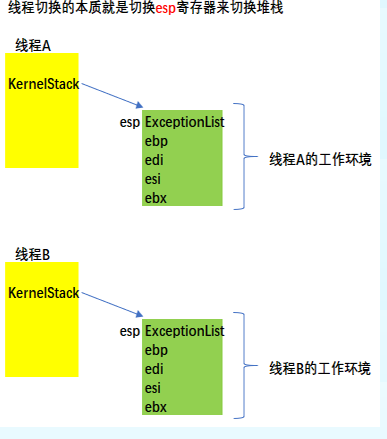 线程切换的本质就是切换esp寄存器来切换堆栈
线程A
KernelStack
esp ExceptionList
ebp
edi
esi
ebx
线程A的工作环境
线程B
KernelStack
esp ExceptionList
ebp
edi
esi
ebx
线程B的工作环境